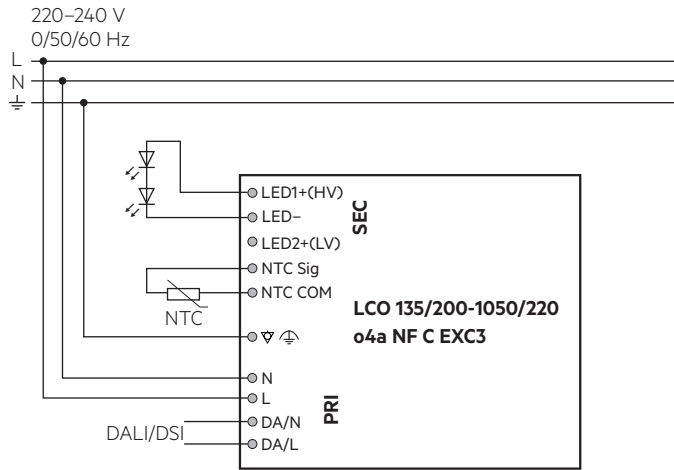 220–240 V
0/50/60 Hz
L
N
LED1+(HV)
LED–
SEC
LED2+(LV)
NTC Sig
NTC COM
NTC
LCO 135/200-1050/220
o4a NF C EXC3
N
L
PRI
DA/N
DALI/DSI
DA/L